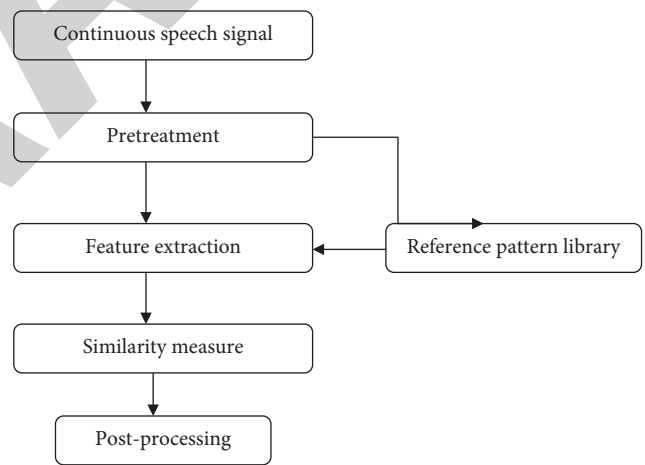 Continuous speech signal
Pretreatment
Feature extraction
Reference pattern library
Similarity measure
Post-processing